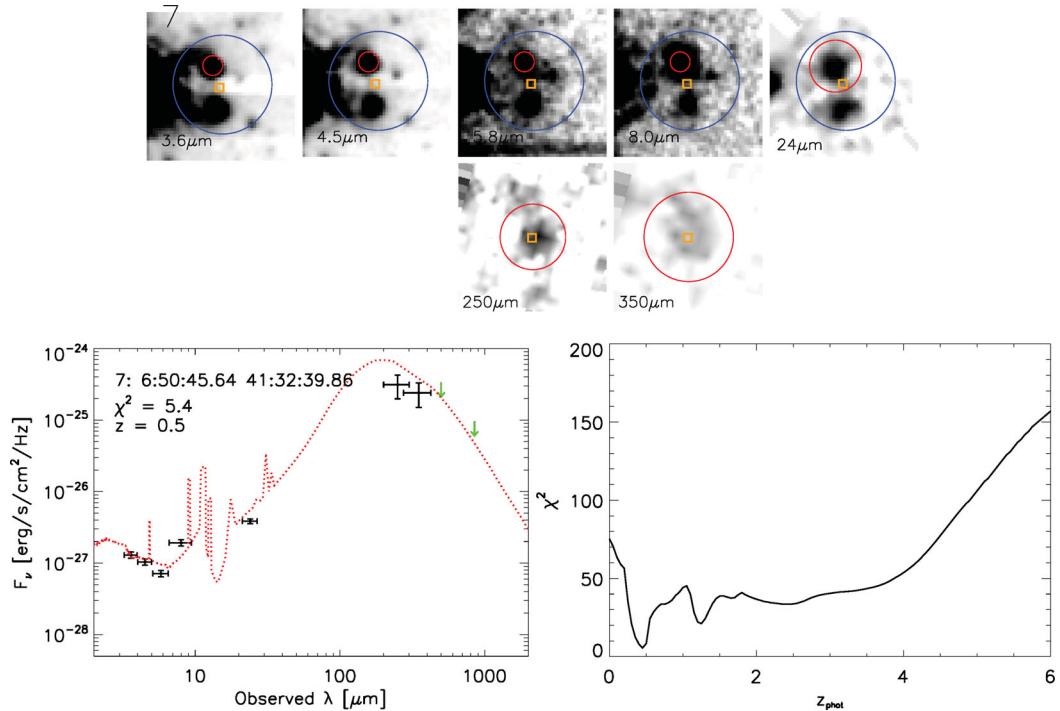 7
3.6μm
4.5μm
5.8μm
8.0μm
24μm
250μm
350μm
10⁻²⁴
10⁻²⁵
10⁻²⁶
10⁻²⁷
10⁻²⁸
7: 6:50:45.64 41:32:39.86
χ² = 5.4
z = 0.5
F_ν [erg/s/cm²/Hz]
10
100
1000
Observed λ [μm]
200
150
100
50
0
χ²
0
2
4
6
z_phot